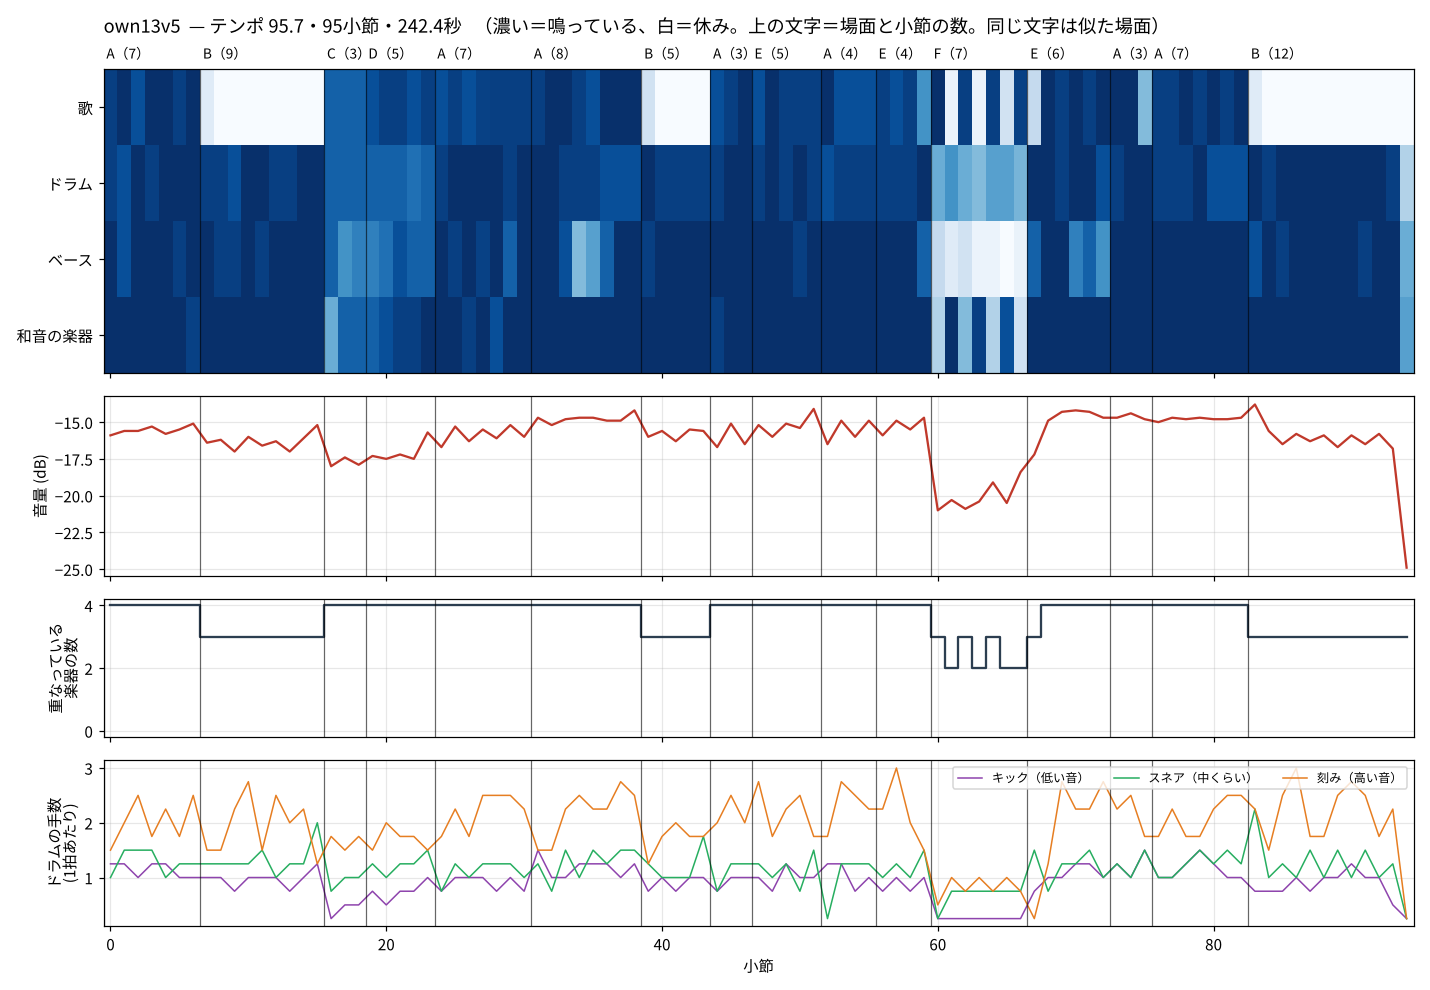 own13v5 — テンポ 95.7・95小節・242.4秒 （濃い＝鳴っている、白＝休み。上の文字＝場面と小節の数。同じ文字は似た場面）
A（7） B（9） C（3） D（5） A（7） A（8） B（5） A（3） E（5） A（4） E（4） F（7） E（6） A（3） A（7） B（12）
歌
ドラム
ベース
和音の楽器
音量 (dB)
−15.0
−17.5
−20.0
−22.5
−25.0
重なっている
楽器の数
4
2
0
ドラムの手数
(1拍あたり)
3
2
1
キック（低い音） スネア（中くらい） 刻み（高い音）
0 20 40 60 80
小節